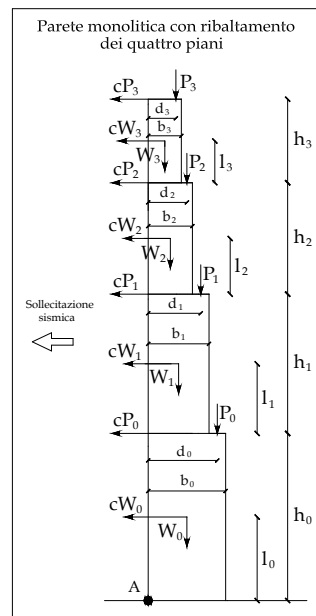 Parete monolitica con ribaltamento
dei quattro piani
P₃
cP₃
d₃
b₃
cW₃
W₃
P₂
l₃
h₃
cP₂
d₂
b₂
cW₂
W₂
l₂
h₂
P₁
cP₁
d₁
b₁
Sollecitazione
sismica
cW₁
W₁
l₁
h₁
P₀
cP₀
d₀
b₀
cW₀
W₀
l₀
h₀
A